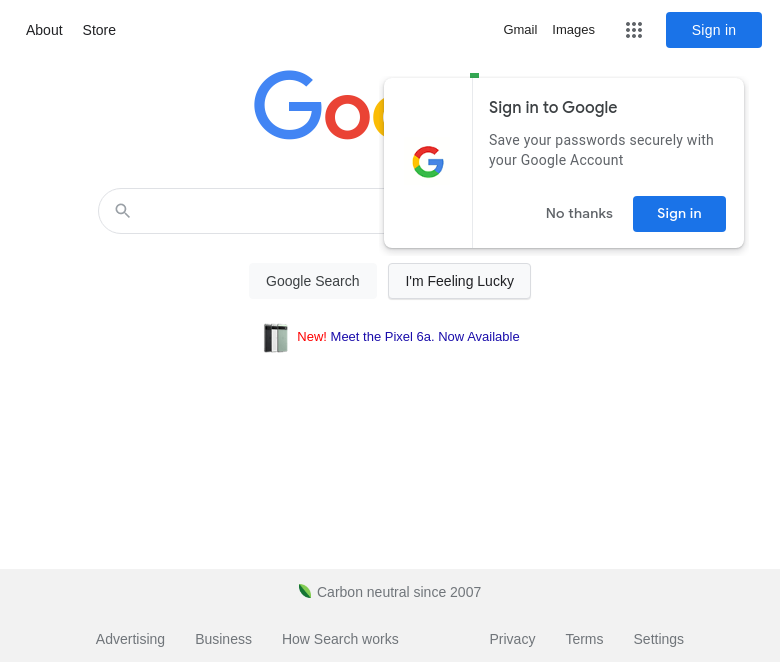 About Store Gmail Images Sign in
Goo
Sign in to Google
Save your passwords securely with
your Google Account
No thanks Sign in
Google Search I'm Feeling Lucky
New! Meet the Pixel 6a. Now Available
Carbon neutral since 2007
Advertising Business How Search works Privacy Terms Settings